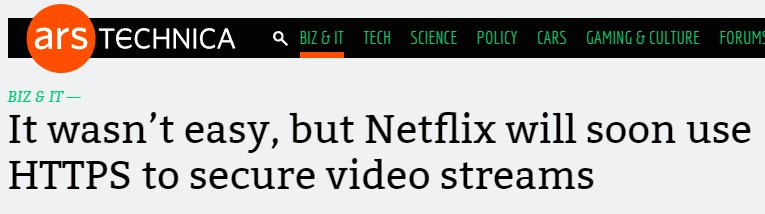 ars TECHNICA BIZ & IT TECH SCIENCE POLICY CARS GAMING & CULTURE FORUMS
BIZ & IT —
It wasn’t easy, but Netflix will soon use
HTTPS to secure video streams